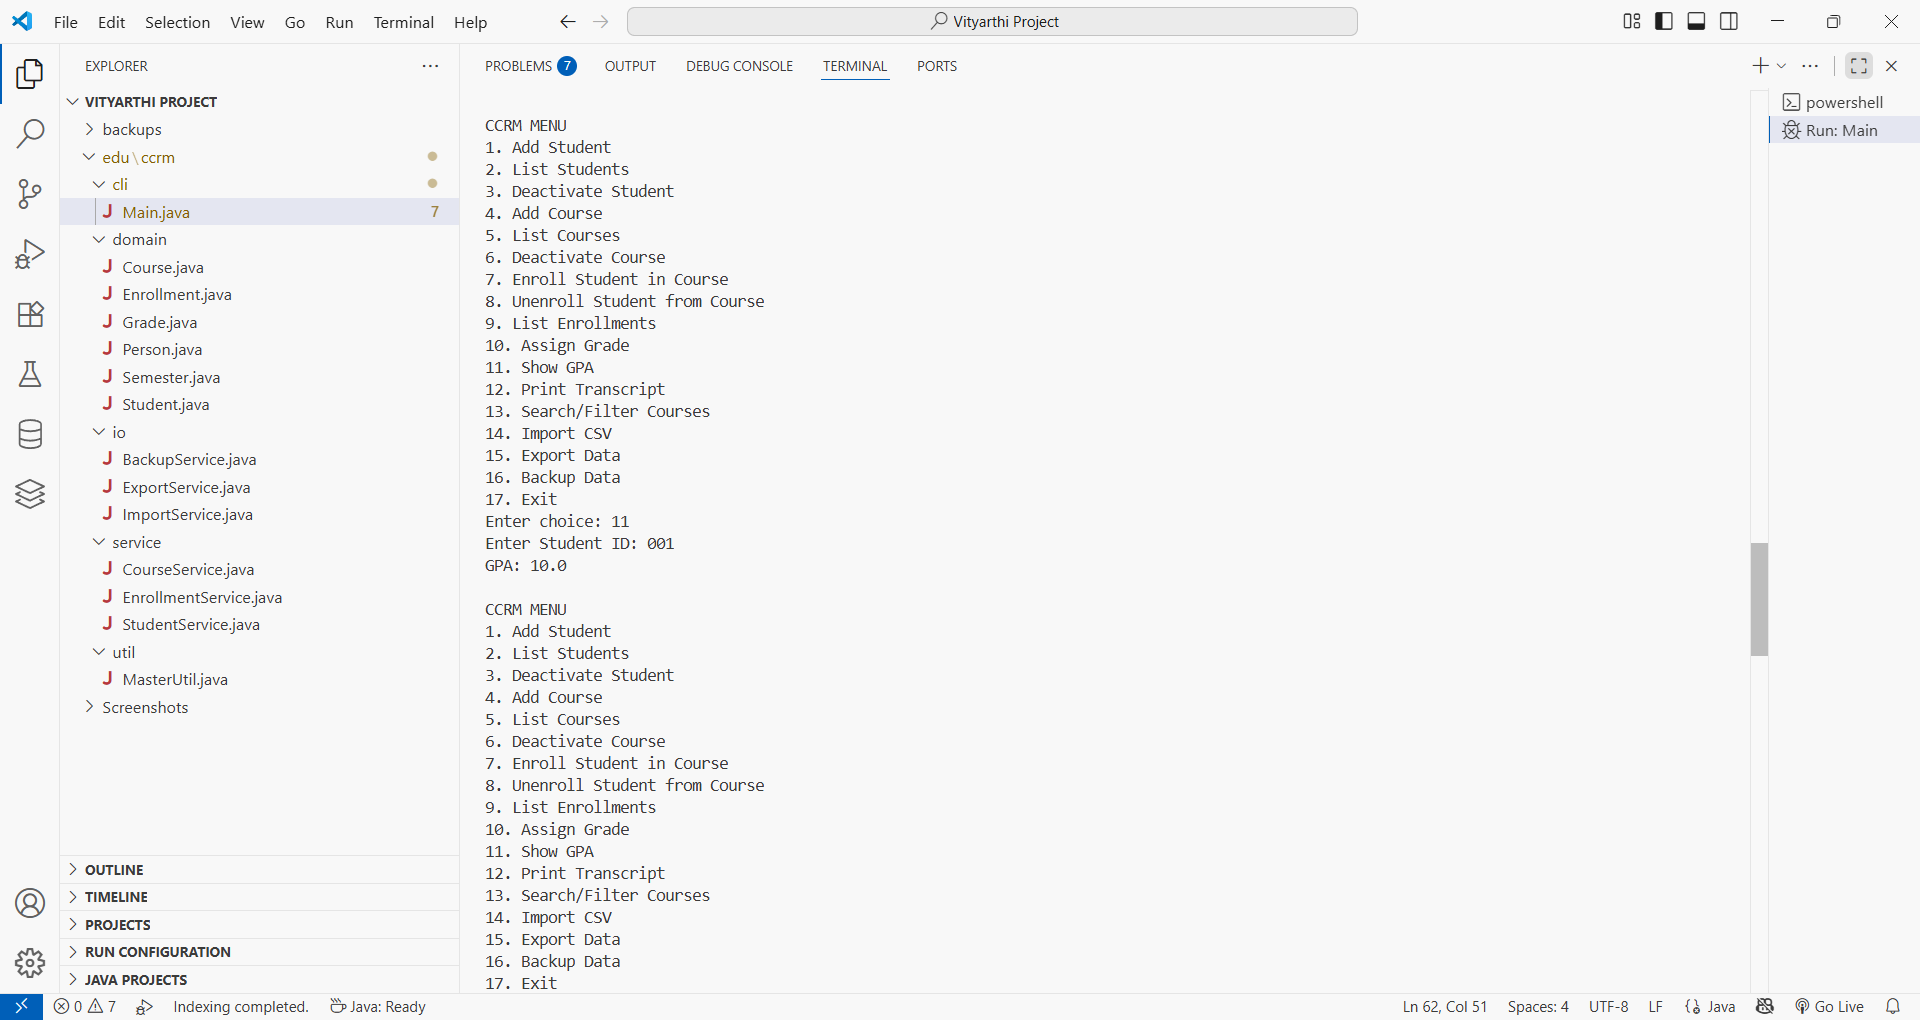 File Edit Selection View Go Run Terminal Help
Vityarthi Project
EXPLORER
VITYARTHI PROJECT
backups
edu\ccrm
cli
J Main.java 7
domain
J Course.java
J Enrollment.java
J Grade.java
J Person.java
J Semester.java
J Student.java
io
J BackupService.java
J ExportService.java
J ImportService.java
service
J CourseService.java
J EnrollmentService.java
J StudentService.java
util
J MasterUtil.java
Screenshots
OUTLINE
TIMELINE
PROJECTS
RUN CONFIGURATION
JAVA PROJECTS
PROBLEMS 7 OUTPUT DEBUG CONSOLE TERMINAL PORTS
CCRM MENU
1. Add Student
2. List Students
3. Deactivate Student
4. Add Course
5. List Courses
6. Deactivate Course
7. Enroll Student in Course
8. Unenroll Student from Course
9. List Enrollments
10. Assign Grade
11. Show GPA
12. Print Transcript
13. Search/Filter Courses
14. Import CSV
15. Export Data
16. Backup Data
17. Exit
Enter choice: 11
Enter Student ID: 001
GPA: 10.0
CCRM MENU
1. Add Student
2. List Students
3. Deactivate Student
4. Add Course
5. List Courses
6. Deactivate Course
7. Enroll Student in Course
8. Unenroll Student from Course
9. List Enrollments
10. Assign Grade
11. Show GPA
12. Print Transcript
13. Search/Filter Courses
14. Import CSV
15. Export Data
16. Backup Data
17. Exit
powershell
Run: Main
0 7 Indexing completed. Java: Ready
Ln 62, Col 51 Spaces: 4 UTF-8 LF Java Go Live